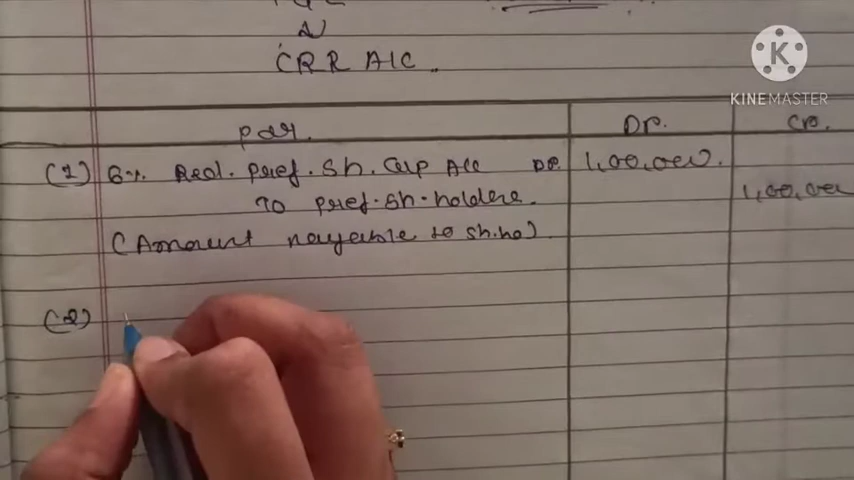 CRR A/C.
KINEMASTER
par. Dr. Cr.
(1) 6% Red. Pref. Sh. Cap A/c Dr. 1,00,000.
To Pref. Sh. holders. 1,00,000
(Amount payable to sh.ho)
(2)